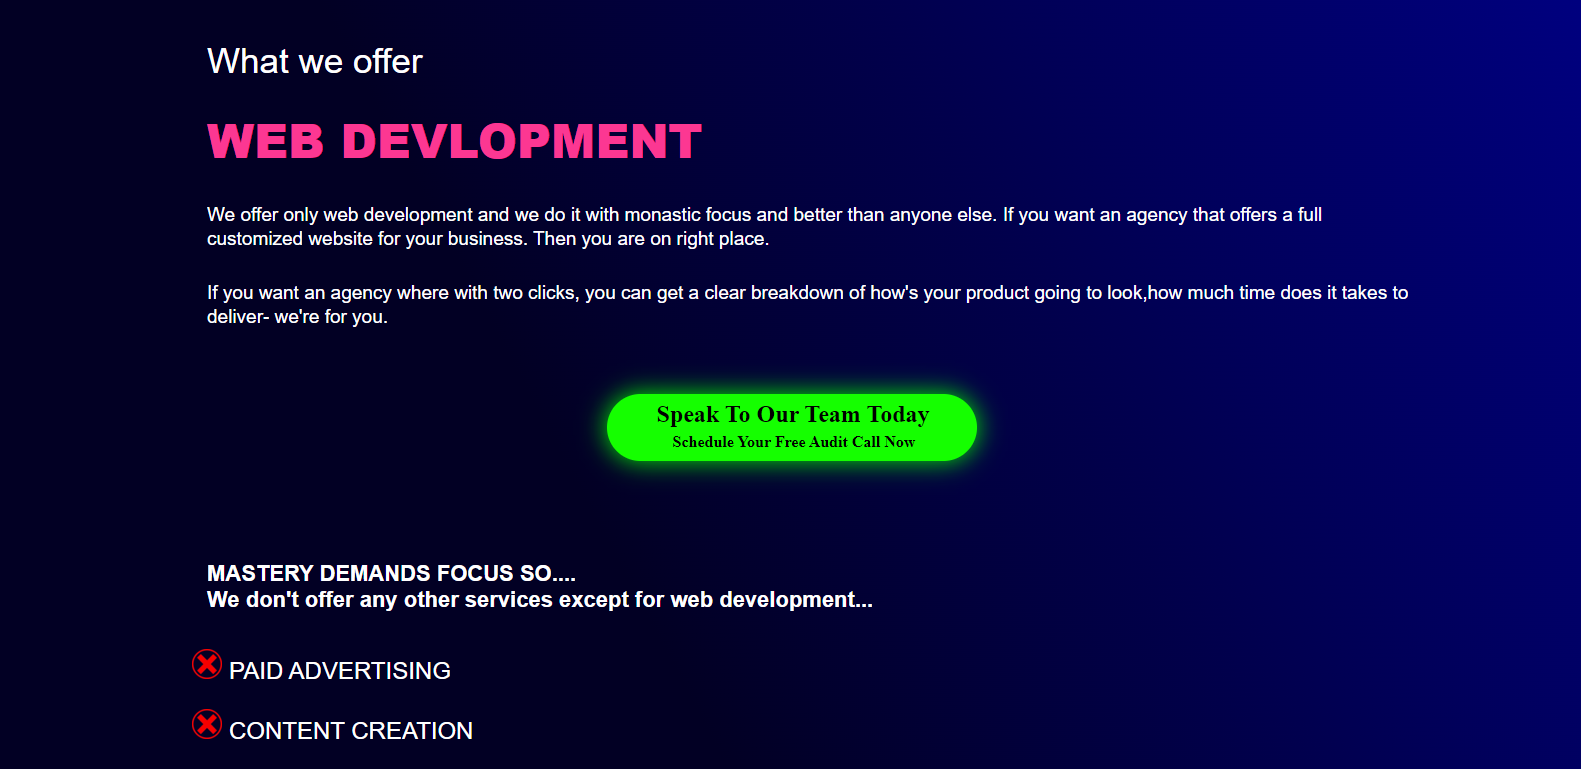 What we offer
WEB DEVLOPMENT
We offer only web development and we do it with monastic focus and better than anyone else. If you want an agency that offers a full
customized website for your business. Then you are on right place.
If you want an agency where with two clicks, you can get a clear breakdown of how's your product going to look,how much time does it takes to
deliver- we're for you.
Speak To Our Team Today
Schedule Your Free Audit Call Now
MASTERY DEMANDS FOCUS SO....
We don't offer any other services except for web development...
PAID ADVERTISING
CONTENT CREATION